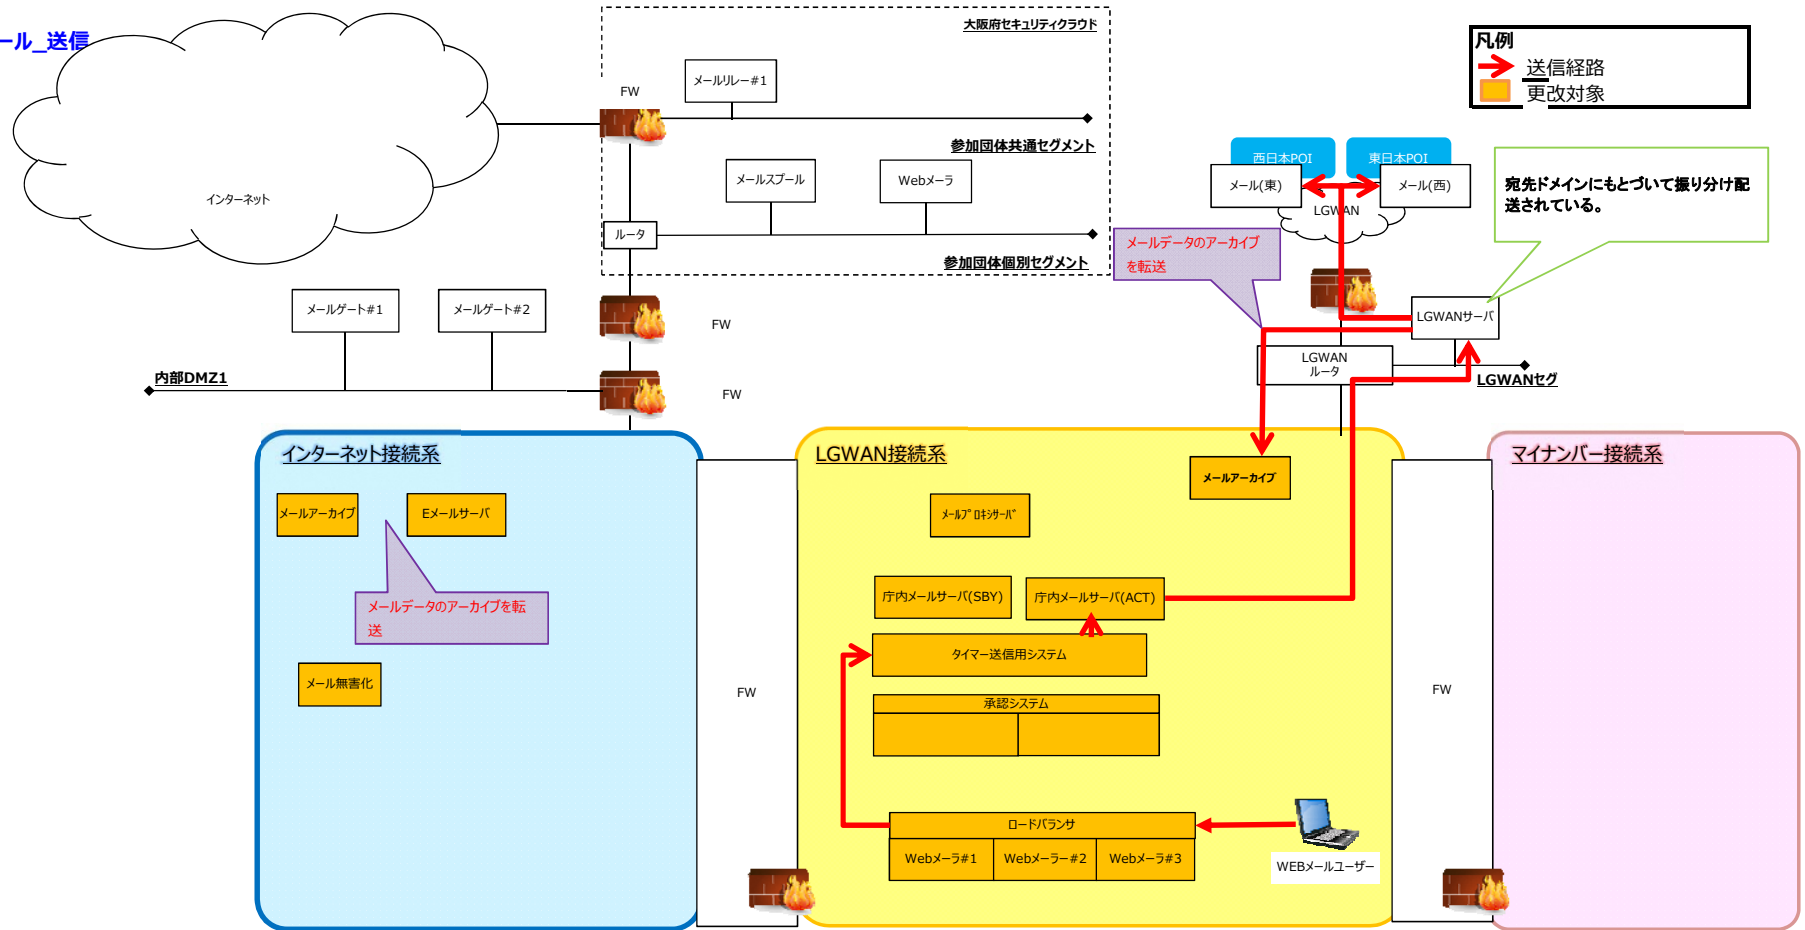 ール_送信
大阪府セキュリティクラウド
凡例
送信経路
更改対象
FW
メールリレー#1
参加団体共通セグメント
メールスプール
Webメーラ
ルータ
参加団体個別セグメント
インターネット
西日本POI
東日本POI
メール(東)
メール(西)
LGWAN
宛先ドメインにもとづいて振り分け配
送されている。
メールデータのアーカイブ
を転送
メールゲート#1
メールゲート#2
FW
LGWANサーバ
LGWAN
ルータ
内部DMZ1
FW
LGWANセグ
インターネット接続系
LGWAN接続系
マイナンバー接続系
メールアーカイブ
メールアーカイブ
Eメールサーバ
ﾒｰﾙﾌﾟﾛｷｼｻｰﾊﾞ
メールデータのアーカイブを転
送
庁内メールサーバ(SBY)
庁内メールサーバ(ACT)
タイマー送信用システム
メール無害化
FW
承認システム
FW
ロードバランサ
Webメーラ#1
Webメーラー#2
Webメーラ#3
WEBメールユーザー